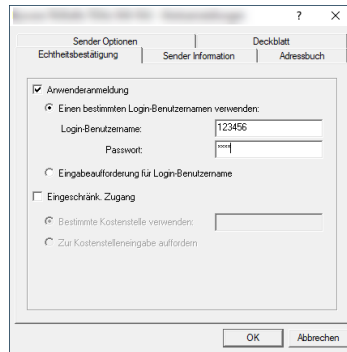 Sender Optionen Deckblatt
Echtheitsbestätigung Sender Information Adressbuch
Anwenderanmeldung
Einen bestimmten Login-Benutzernamen verwenden:
Login-Benutzername: 123456
Passwort: ****
Eingabeaufforderung für Login-Benutzername
Eingeschränk. Zugang
Bestimmte Kostenstelle verwenden:
Zur Kostenstelleneingabe auffordern
OK Abbrechen